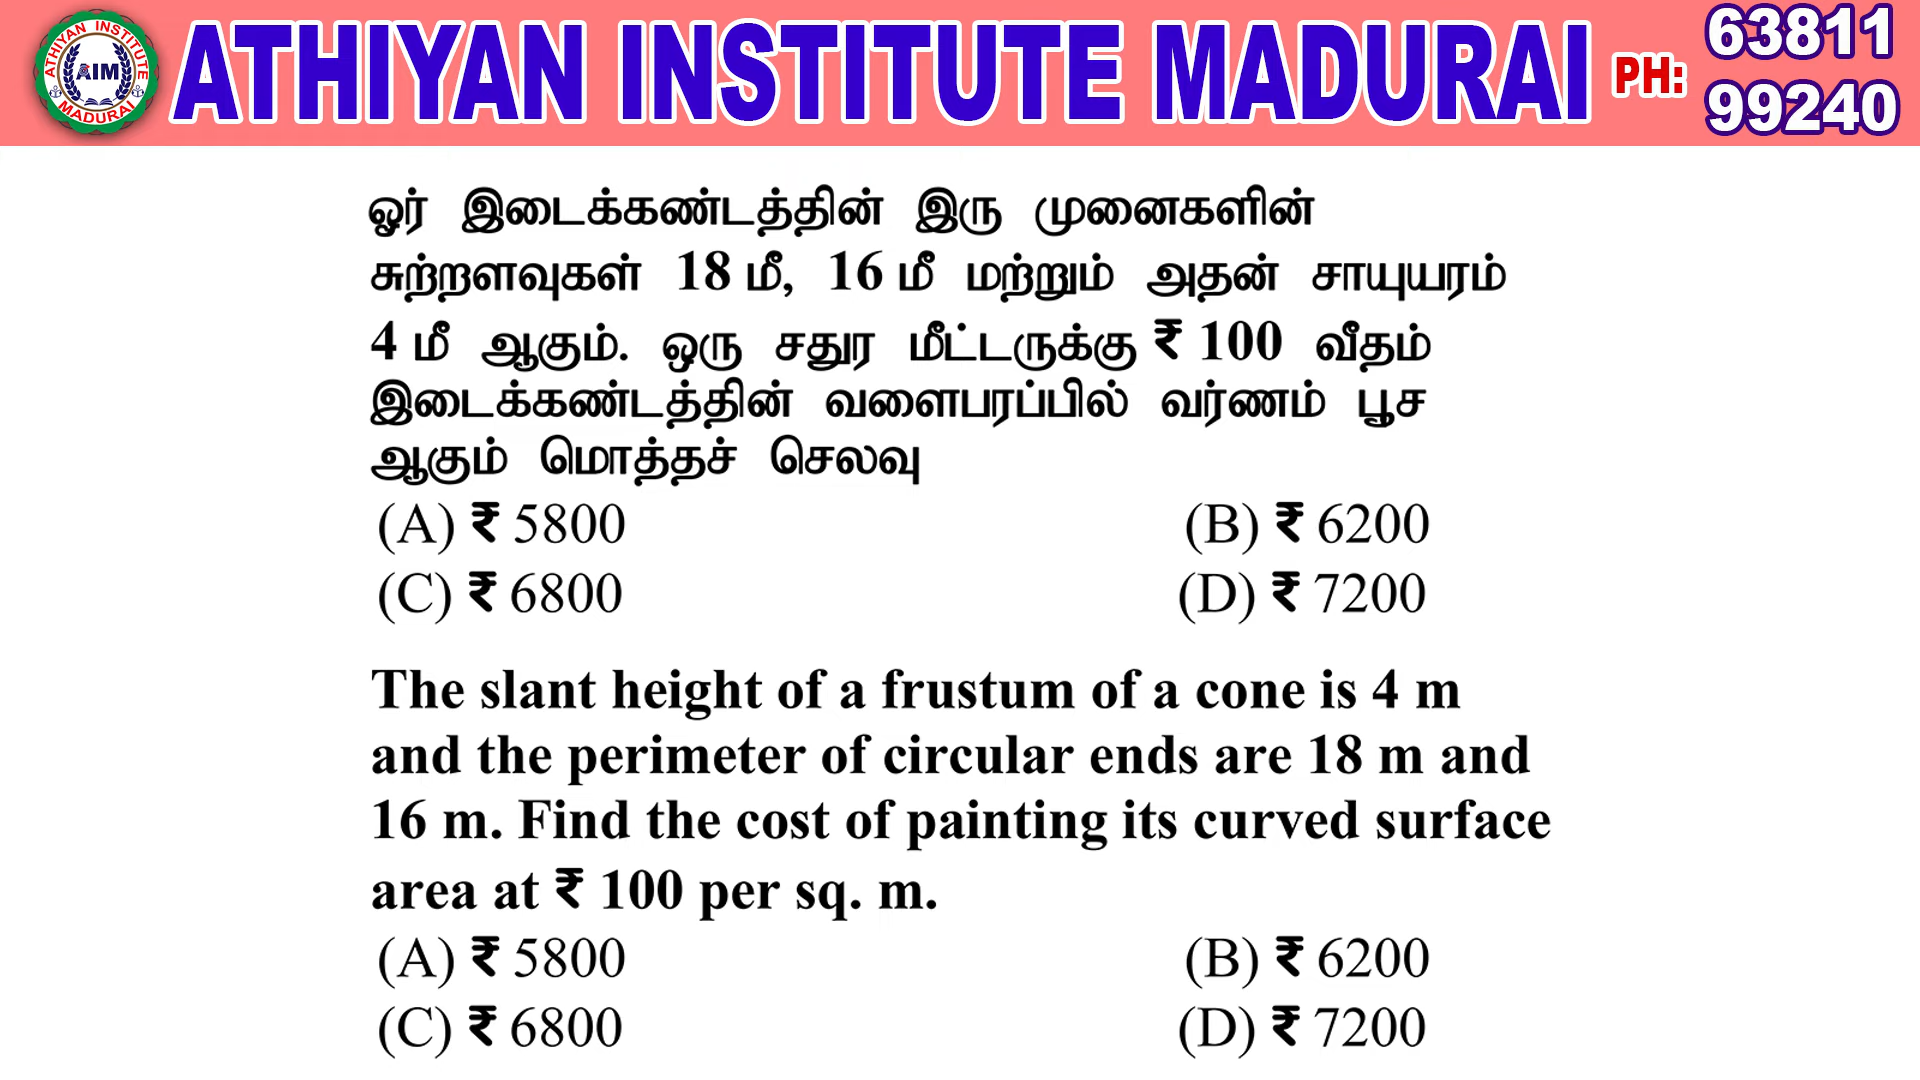 ATHIYAN INSTITUTE
AIM
MADURAI
ATHIYAN INSTITUTE MADURAI PH: 63811 99240
ஓர் இடைக்கண்டத்தின் இரு முனைகளின்
சுற்றளவுகள் 18 மீ, 16 மீ மற்றும் அதன் சாயுயரம்
4 மீ ஆகும். ஒரு சதுர மீட்டருக்கு ₹ 100 வீதம்
இடைக்கண்டத்தின் வளைபரப்பில் வர்ணம் பூச
ஆகும் மொத்தச் செலவு
(A) ₹ 5800 (B) ₹ 6200
(C) ₹ 6800 (D) ₹ 7200
The slant height of a frustum of a cone is 4 m
and the perimeter of circular ends are 18 m and
16 m. Find the cost of painting its curved surface
area at ₹ 100 per sq. m.
(A) ₹ 5800 (B) ₹ 6200
(C) ₹ 6800 (D) ₹ 7200